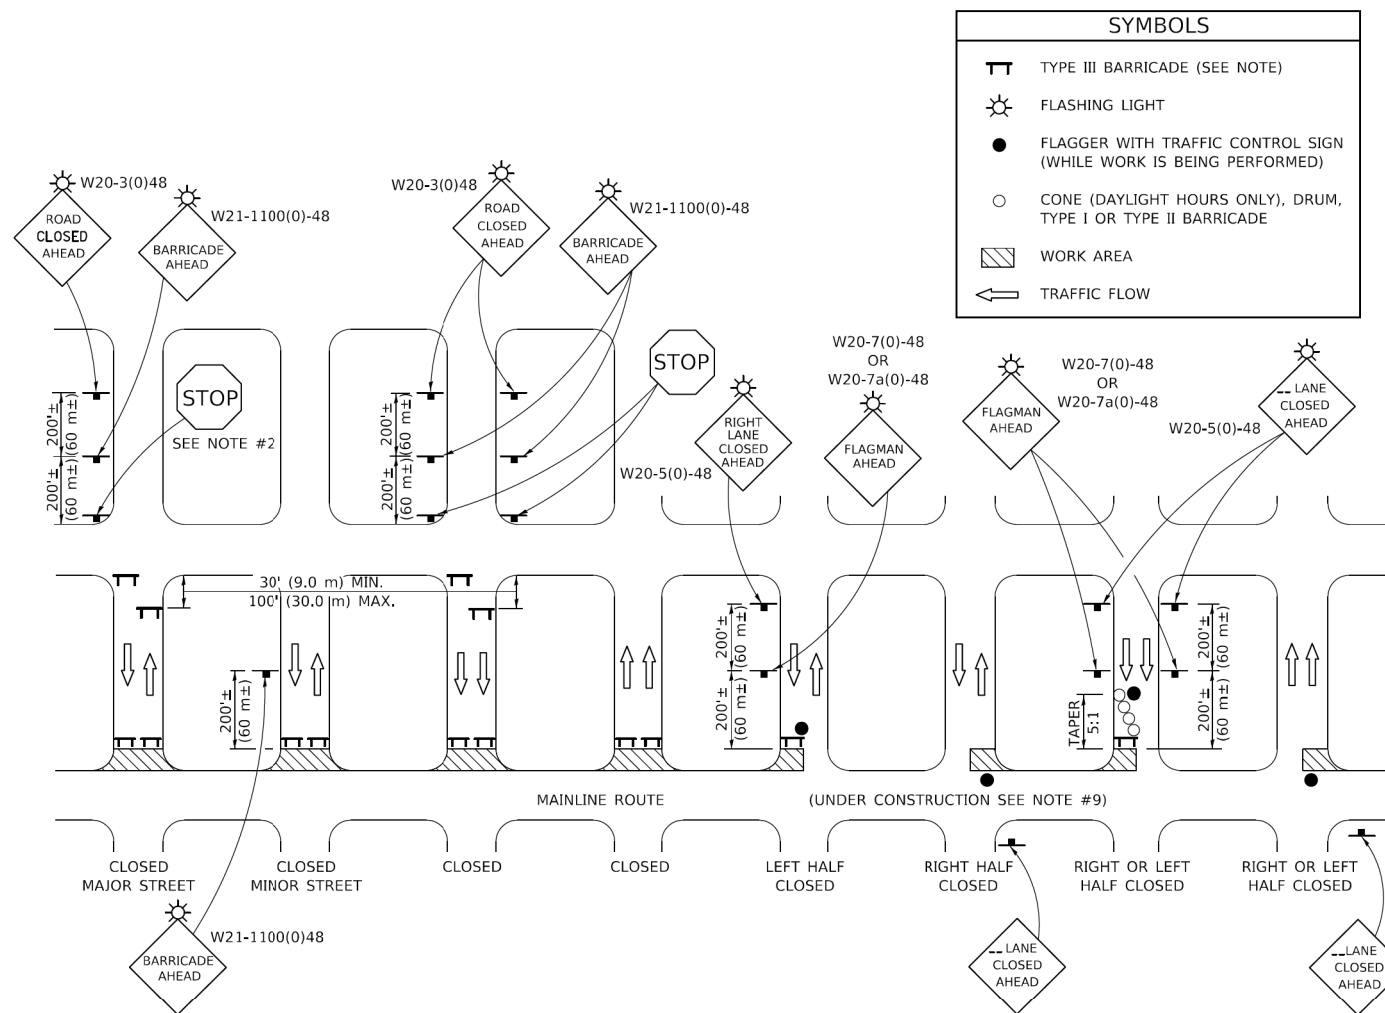 SYMBOLS
TYPE III BARRICADE (SEE NOTE)
FLASHING LIGHT
FLAGGER WITH TRAFFIC CONTROL SIGN
(WHILE WORK IS BEING PERFORMED)
CONE (DAYLIGHT HOURS ONLY), DRUM,
TYPE I OR TYPE II BARRICADE
WORK AREA
TRAFFIC FLOW
W20-3(0)48
ROAD
CLOSED
AHEAD
W21-1100(0)-48
BARRICADE
AHEAD
W20-3(0)48
ROAD
CLOSED
AHEAD
W21-1100(0)-48
BARRICADE
AHEAD
STOP
SEE NOTE #2
STOP
W20-7(0)-48
OR
W20-7a(0)-48
RIGHT
LANE
CLOSED
AHEAD
W20-5(0)-48
FLAGMAN
AHEAD
FLAGMAN
AHEAD
W20-7(0)-48
OR
W20-7a(0)-48
-- LANE
CLOSED
AHEAD
W20-5(0)-48
200'±
(60 m±)
200'±
(60 m±)
200'±
(60 m±)
200'±
(60 m±)
30' (9.0 m) MIN.
100' (30.0 m) MAX.
200'±
(60 m±)
200'±
(60 m±)
200'±
(60 m±)
TAPER
5:1
200'±
(60 m±)
200'±
(60 m±)
MAINLINE ROUTE
(UNDER CONSTRUCTION SEE NOTE #9)
CLOSED
MAJOR STREET
CLOSED
MINOR STREET
CLOSED
CLOSED
LEFT HALF
CLOSED
RIGHT HALF
CLOSED
RIGHT OR LEFT
HALF CLOSED
RIGHT OR LEFT
HALF CLOSED
W21-1100(0)48
BARRICADE
AHEAD
-- LANE
CLOSED
AHEAD
-- LANE
CLOSED
AHEAD